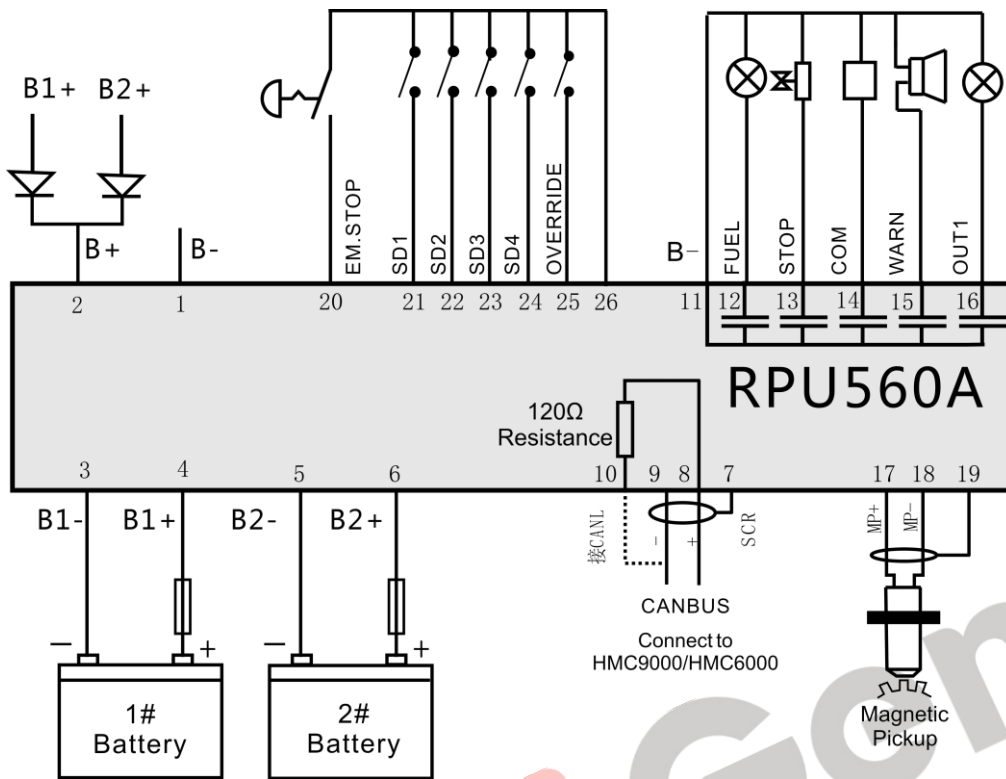 B1+ B2+
B+
B-
EM.STOP
SD1
SD2
SD3
SD4
OVERRIDE
B-
FUEL
STOP
COM
WARN
OUT1
2 1 20 21 22 23 24 25 26 11 12 13 14 15 16
RPU560A
120Ω
Resistance
3 4 5 6 10 9 8 7 17 18 19
B1- B1+ B2- B2+
接CANL
- +
SCR
MP+
MP-
CANBUS
Connect to
HMC9000/HMC6000
— + — +
1#
Battery
2#
Battery
Magnetic
Pickup